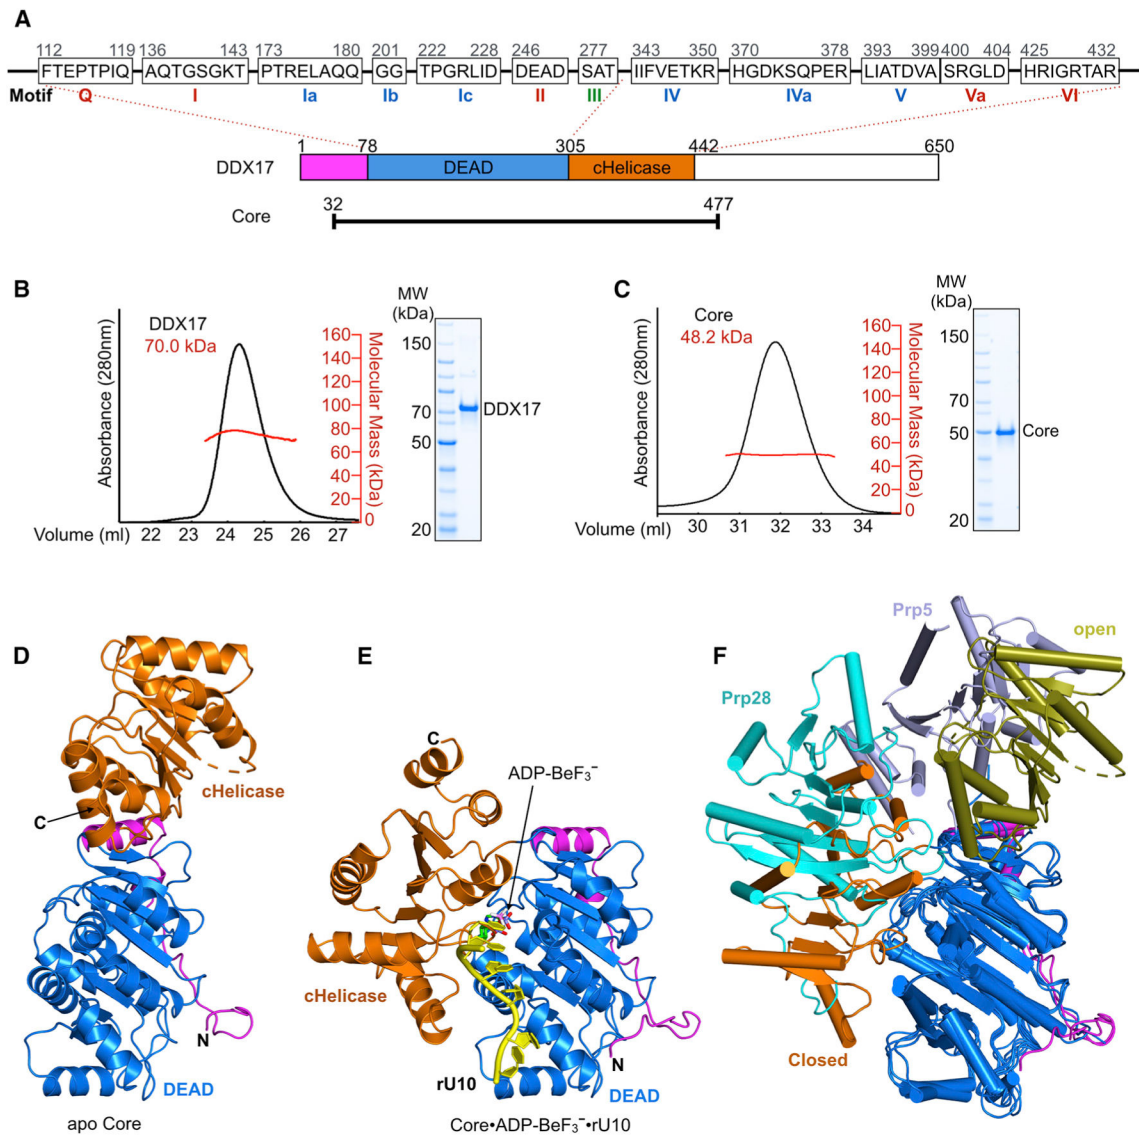 A
112 119 136 143 173 180 201 222 228 246 277 343 350 370 378 393 399 400 404 425 432
FTEPTPIQ AQTGSGKT PTRELAQQ GG TPGRLID DEAD SAT IIFVETKR HGDKSQPER LIATDVA SRGLD HRIGRTAR
Motif Q I Ia Ib Ic II III IV IVa V Va VI
1 78 305 442 650
DDX17 DEAD cHelicase
32 477
Core
B
DDX17
70.0 kDa
Absorbance (280nm)
160
140
120
100
80
60
40
20
0
Molecular Mass (kDa)
Volume (ml) 22 23 24 25 26 27
MW
(kDa)
150
70
50
20
DDX17
C
Core
48.2 kDa
Absorbance (280nm)
160
140
120
100
80
60
40
20
0
Molecular Mass (kDa)
Volume (ml) 30 31 32 33 34
MW
(kDa)
150
70
50
20
Core
D
cHelicase
C
N
DEAD
apo Core
E
C
ADP-BeF₃⁻
cHelicase
rU10
N
DEAD
Core•ADP-BeF₃⁻•rU10
F
Prp5
open
Prp28
Closed